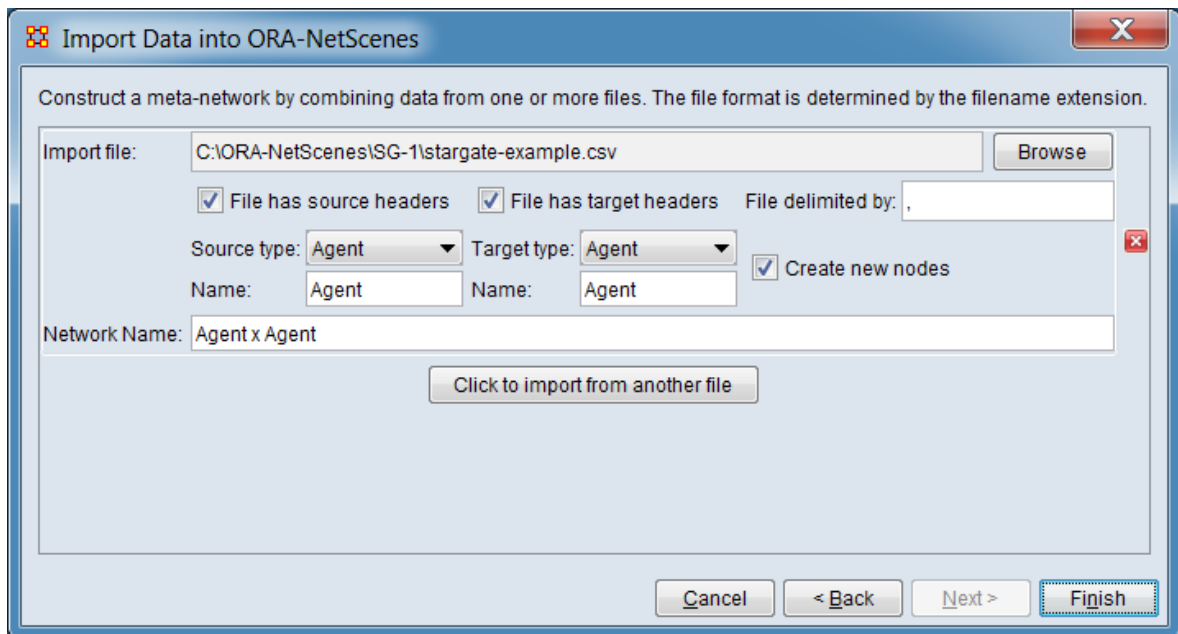 Import Data into ORA-NetScenes
Construct a meta-network by combining data from one or more files. The file format is determined by the filename extension.
Import file: C:\ORA-NetScenes\SG-1\stargate-example.csv Browse
File has source headers File has target headers File delimited by: ,
Source type: Agent Target type: Agent
Create new nodes
Name: Agent Name: Agent
Network Name: Agent x Agent
Click to import from another file
Cancel < Back Next > Finish